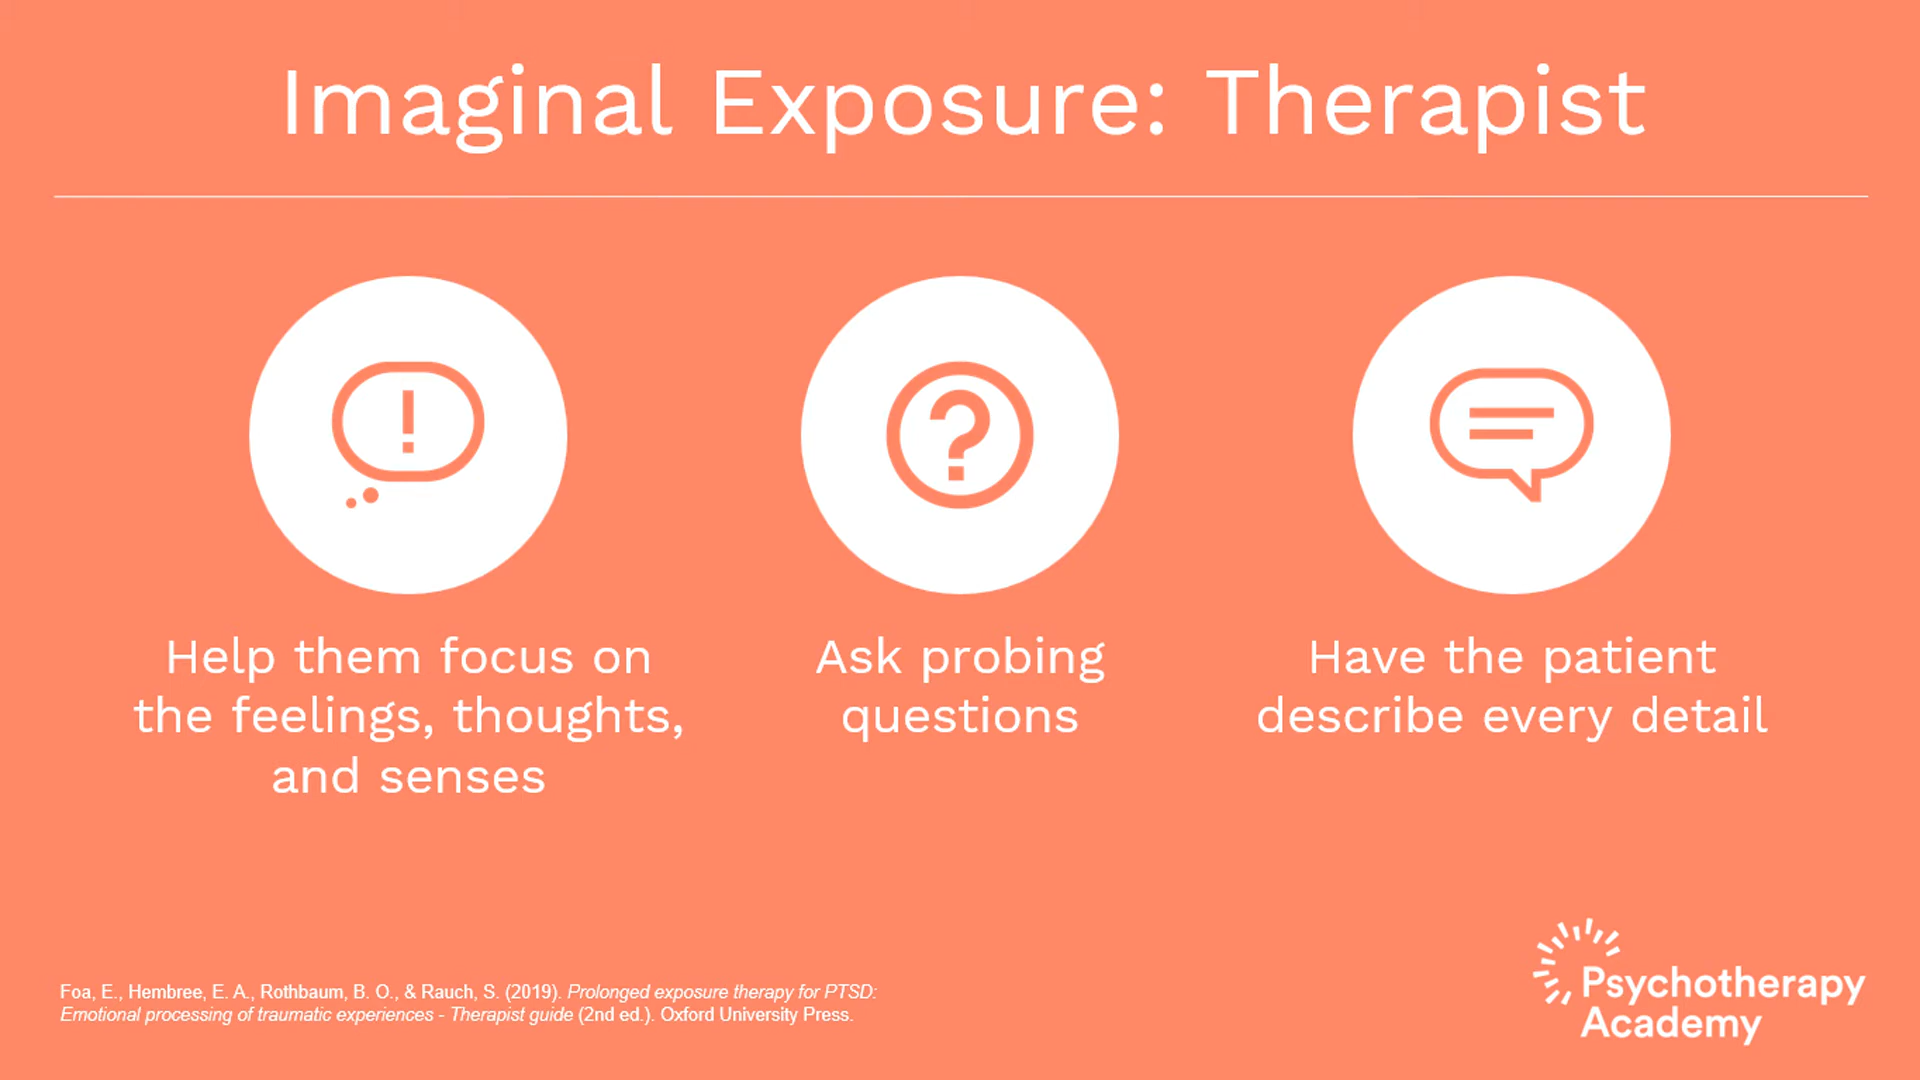 Imaginal Exposure: Therapist
!
?
Help them focus on
the feelings, thoughts,
and senses
Ask probing
questions
Have the patient
describe every detail
Foa, E., Hembree, E. A., Rothbaum, B. O., & Rauch, S. (2019). Prolonged exposure therapy for PTSD:
Emotional processing of traumatic experiences - Therapist guide (2nd ed.). Oxford University Press.
Psychotherapy
Academy